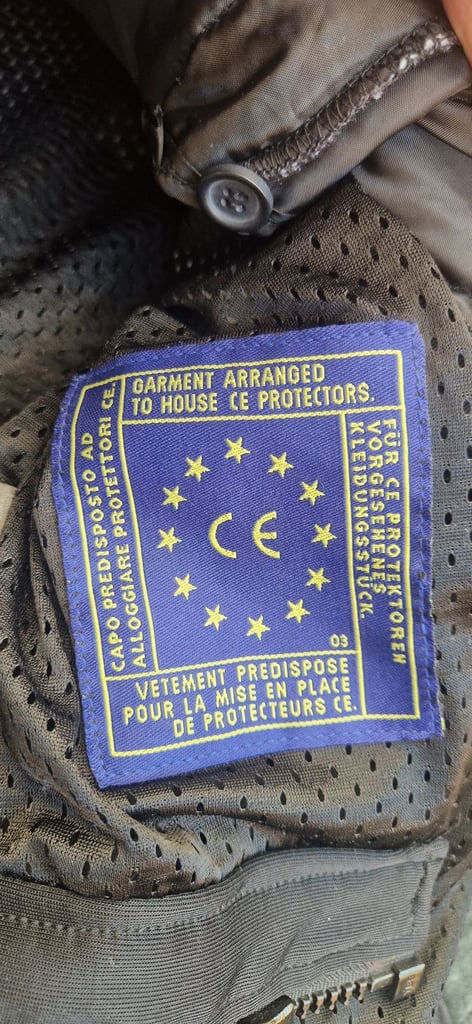 GARMENT ARRANGED
TO HOUSE CE PROTECTORS.
CAPO PREDISPOSTO AD
ALLOGGIARE PROTETTORI CE.
FÜR CE PROTEKTOREN
VORGESEHENES
KLEIDUNGSSTÜCK.
CE
03
VETEMENT PREDISPOSE
POUR LA MISE EN PLACE
DE PROTECTEURS CE.